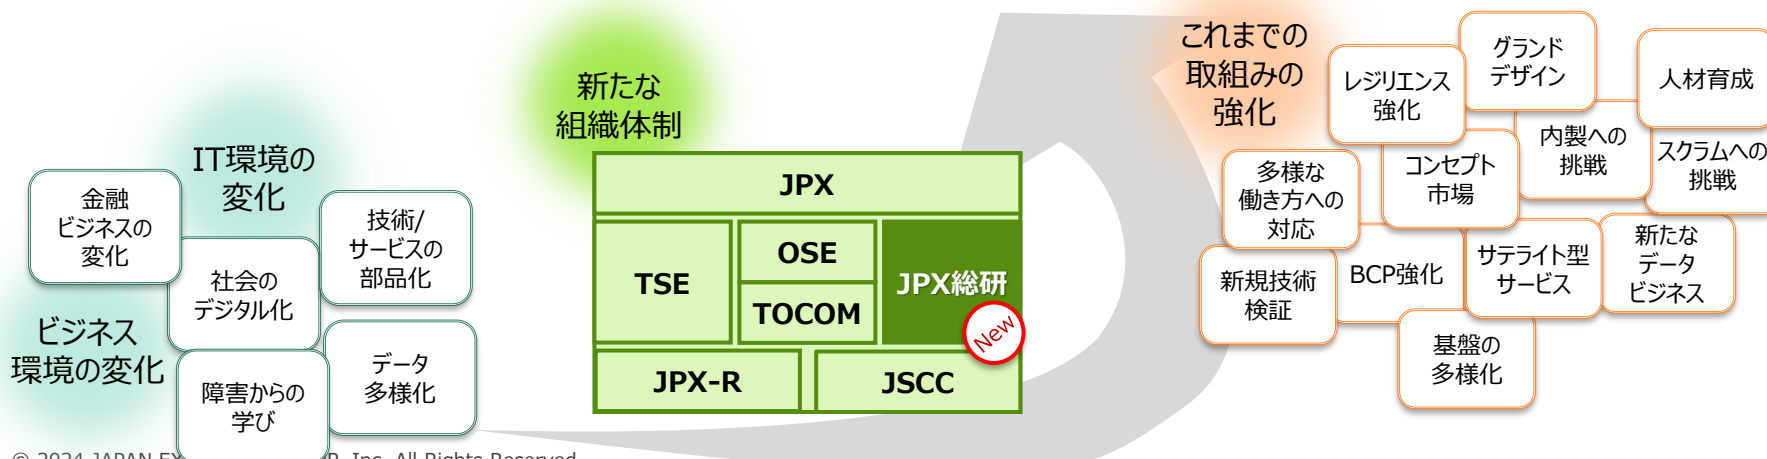 IT環境の
変化
金融
ビジネスの
変化
技術/
サービスの
部品化
社会の
デジタル化
ビジネス
環境の変化
データ
多様化
障害からの
学び
新たな
組織体制
JPX
TSE
OSE
TOCOM
JPX総研
New
JPX-R
JSCC
これまでの
取組みの
強化
レジリエンス
強化
グランド
デザイン
人材育成
内製への
挑戦
スクラムへの
挑戦
コンセプト
市場
多様な
働き方への
対応
新規技術
検証
BCP強化
サテライト型
サービス
新たな
データ
ビジネス
基盤の
多様化
© 2024 JAPAN Inc. All Rights Reserved